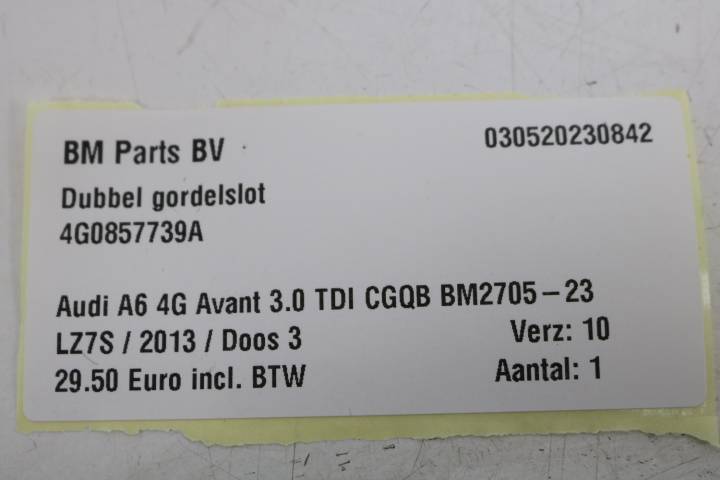 BM Parts BV
030520230842
Dubbel gordelslot
4G0857739A
Audi A6 4G Avant 3.0 TDI CGQB BM2705-23
LZ7S / 2013 / Doos 3
Verz: 10
29.50 Euro incl. BTW
Aantal: 1